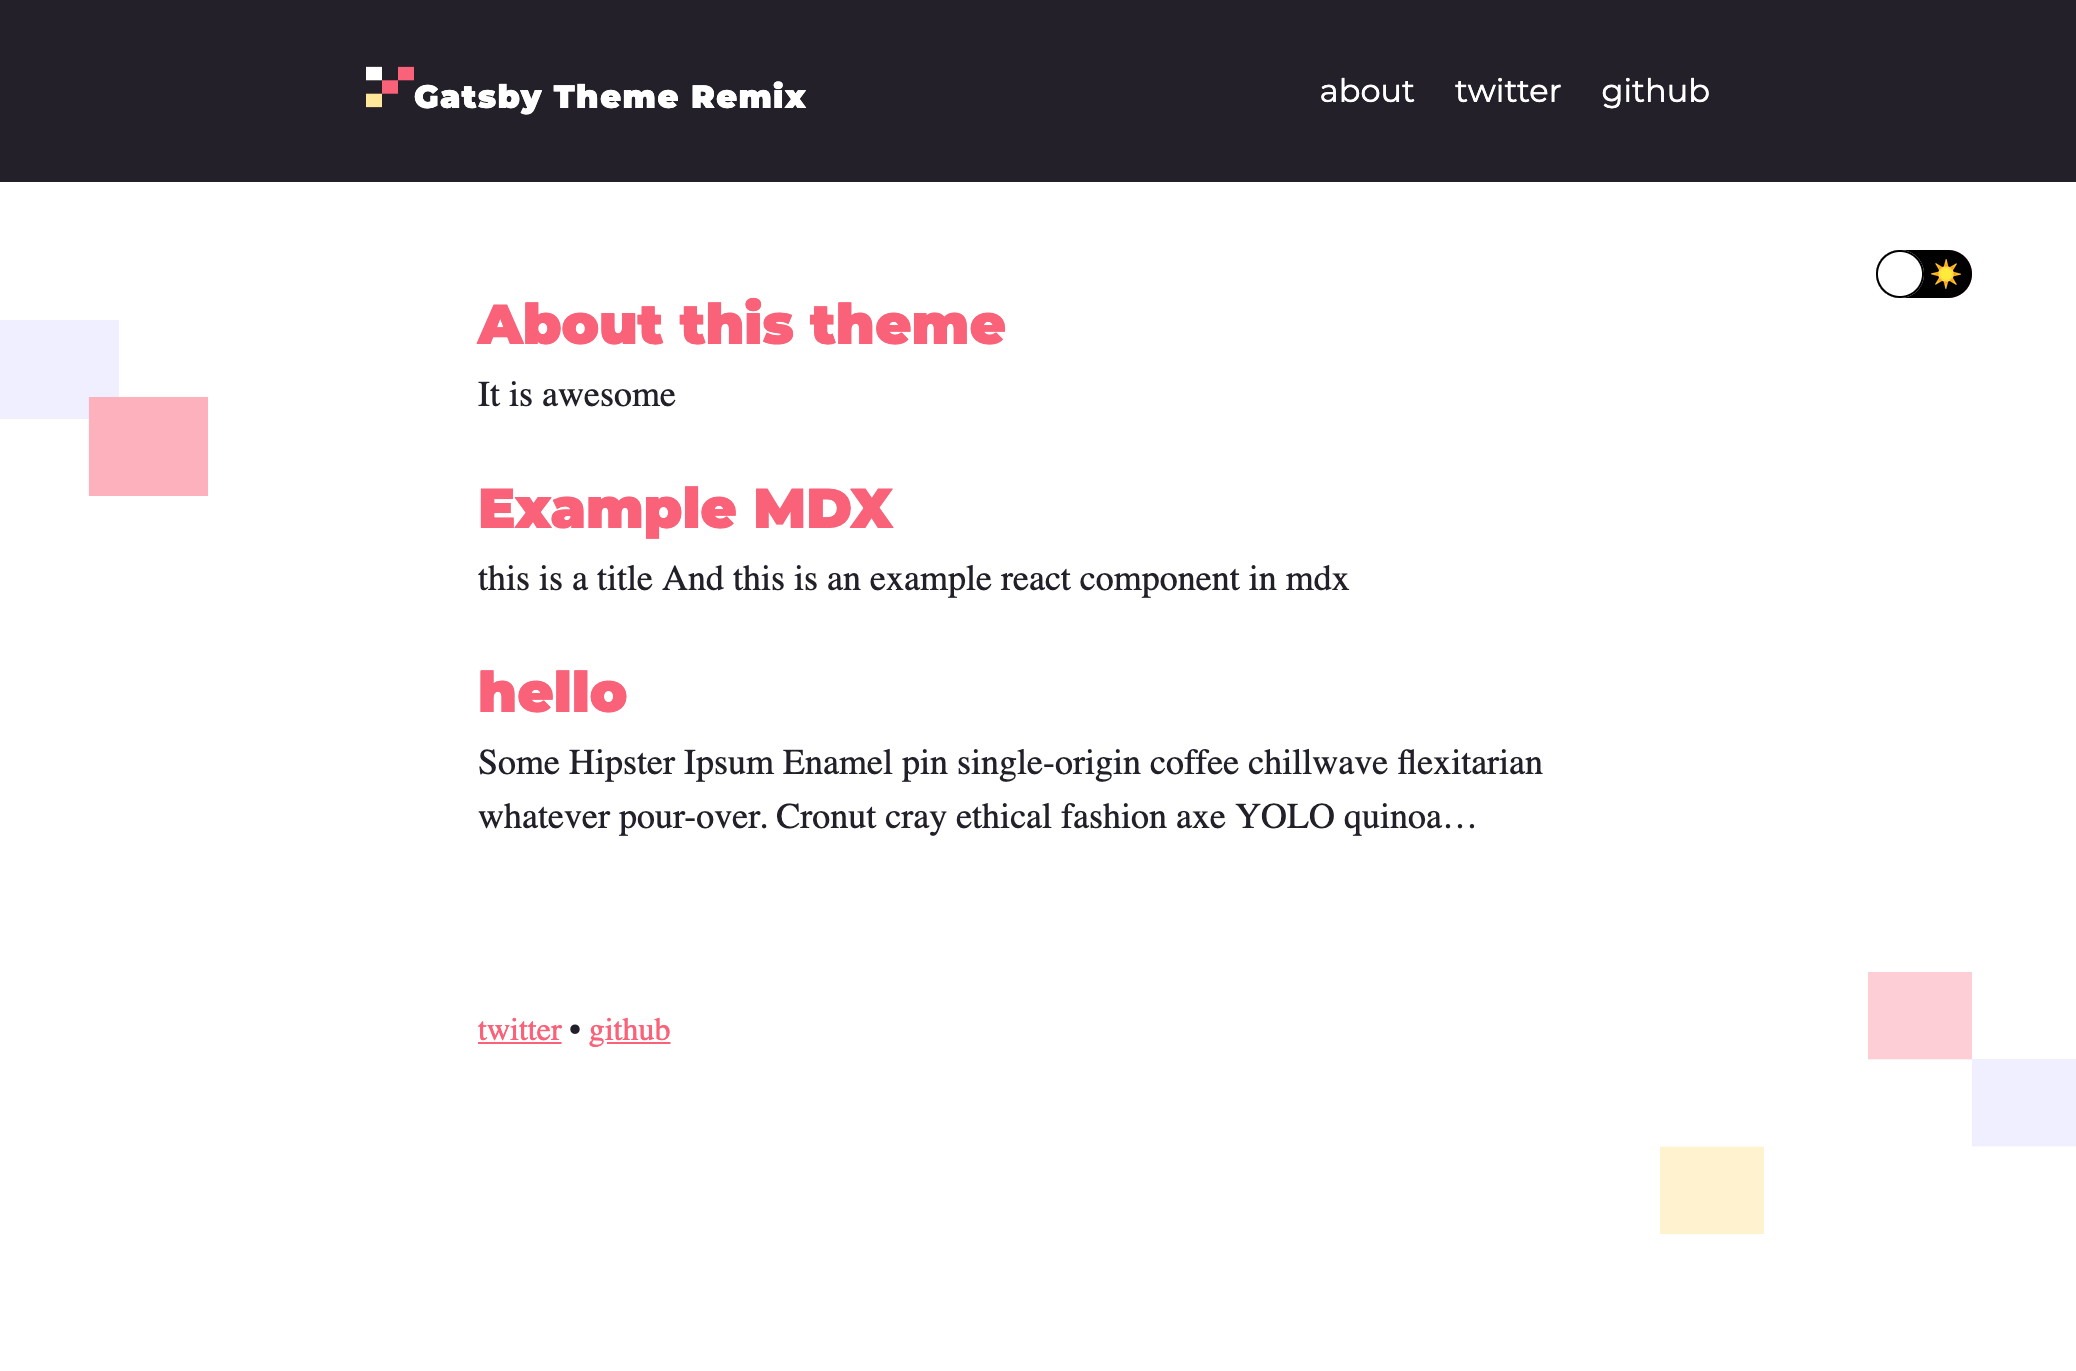 Gatsby Theme Remix
about twitter github
About this theme
It is awesome
Example MDX
this is a title And this is an example react component in mdx
hello
Some Hipster Ipsum Enamel pin single-origin coffee chillwave flexitarian
whatever pour-over. Cronut cray ethical fashion axe YOLO quinoa…
twitter • github